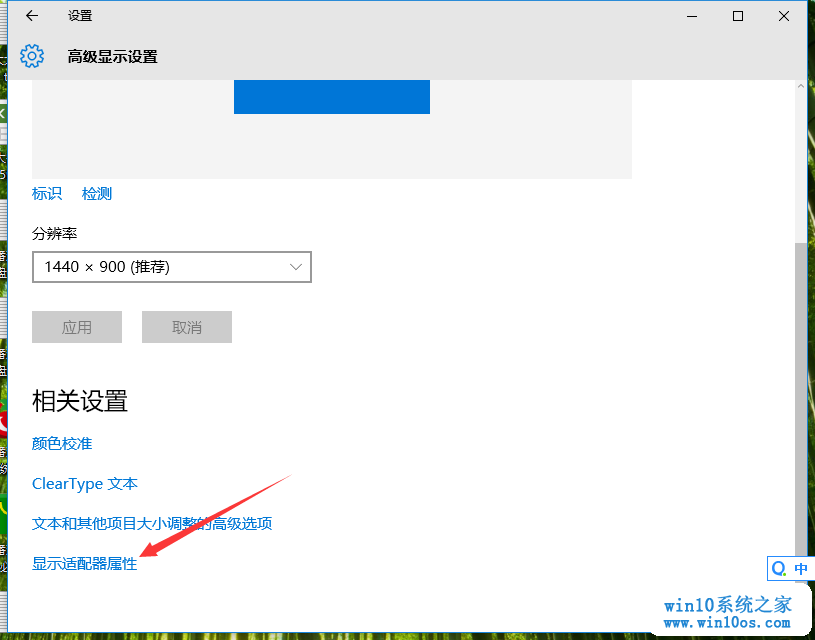 设置
高级显示设置
标识 检测
分辨率
1440 × 900 (推荐)
应用 取消
相关设置
颜色校准
ClearType 文本
文本和其他项目大小调整的高级选项
显示适配器属性
中
win10系统之家
www.win10os.com